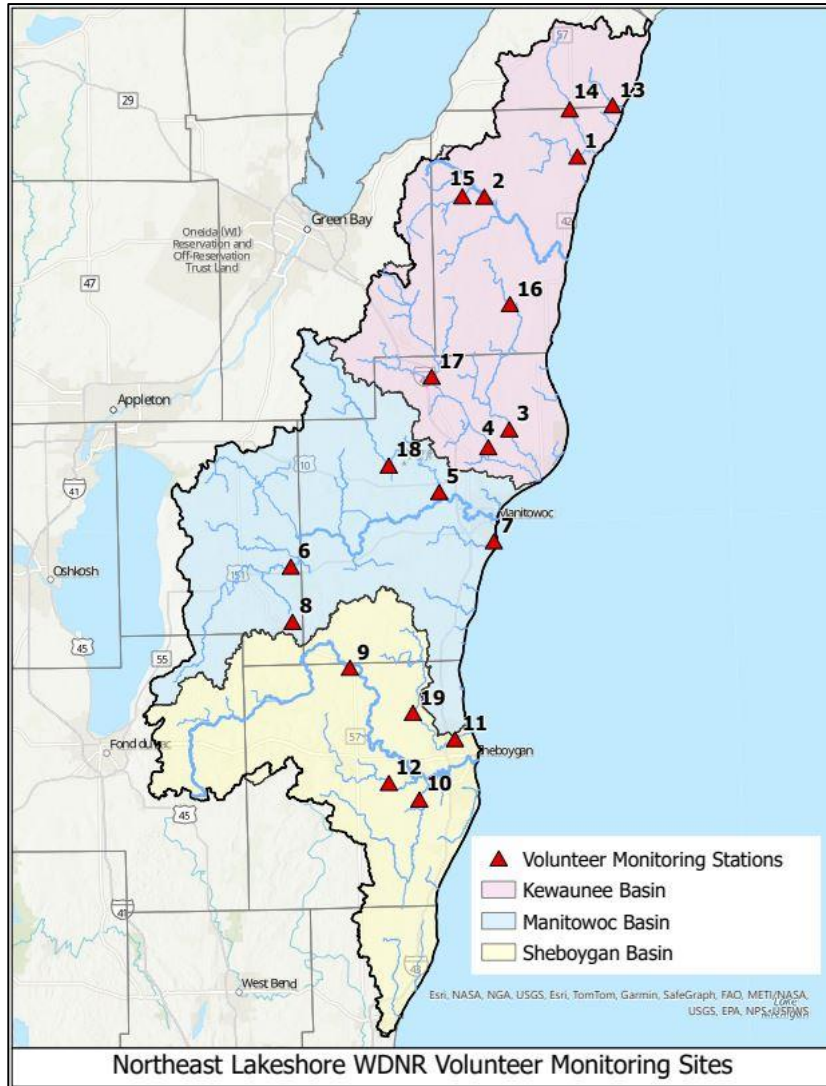 57
29
14
13
1
15
2
Green Bay
42
Oneida (WI)
Reservation and
Off-Reservation
Trust Land
47
16
17
Appleton
3
4
18
10
5
41
Manitowoc
7
6
Oshkosh
151
8
45
55
9
19
11
57
Fond du Lac
Sheboygan
12
10
45
Volunteer Monitoring Stations
Kewaunee Basin
41
Manitowoc Basin
Sheboygan Basin
43
West Bend
Esri, NASA, NGA, USGS, Esri, TomTom, Garmin, SafeGraph, FAO, METI/NASA,
USGS, EPA, NPS, USFWS
Northeast Lakeshore WDNR Volunteer Monitoring Sites